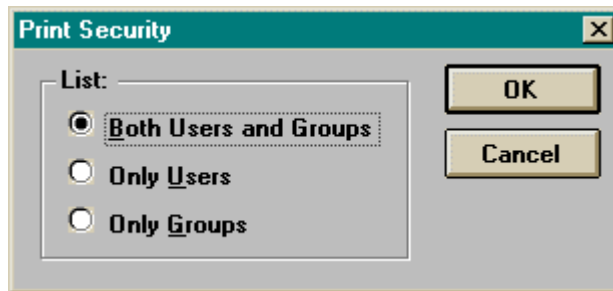 Print Security
List:
Both Users and Groups
Only Users
Only Groups
OK
Cancel